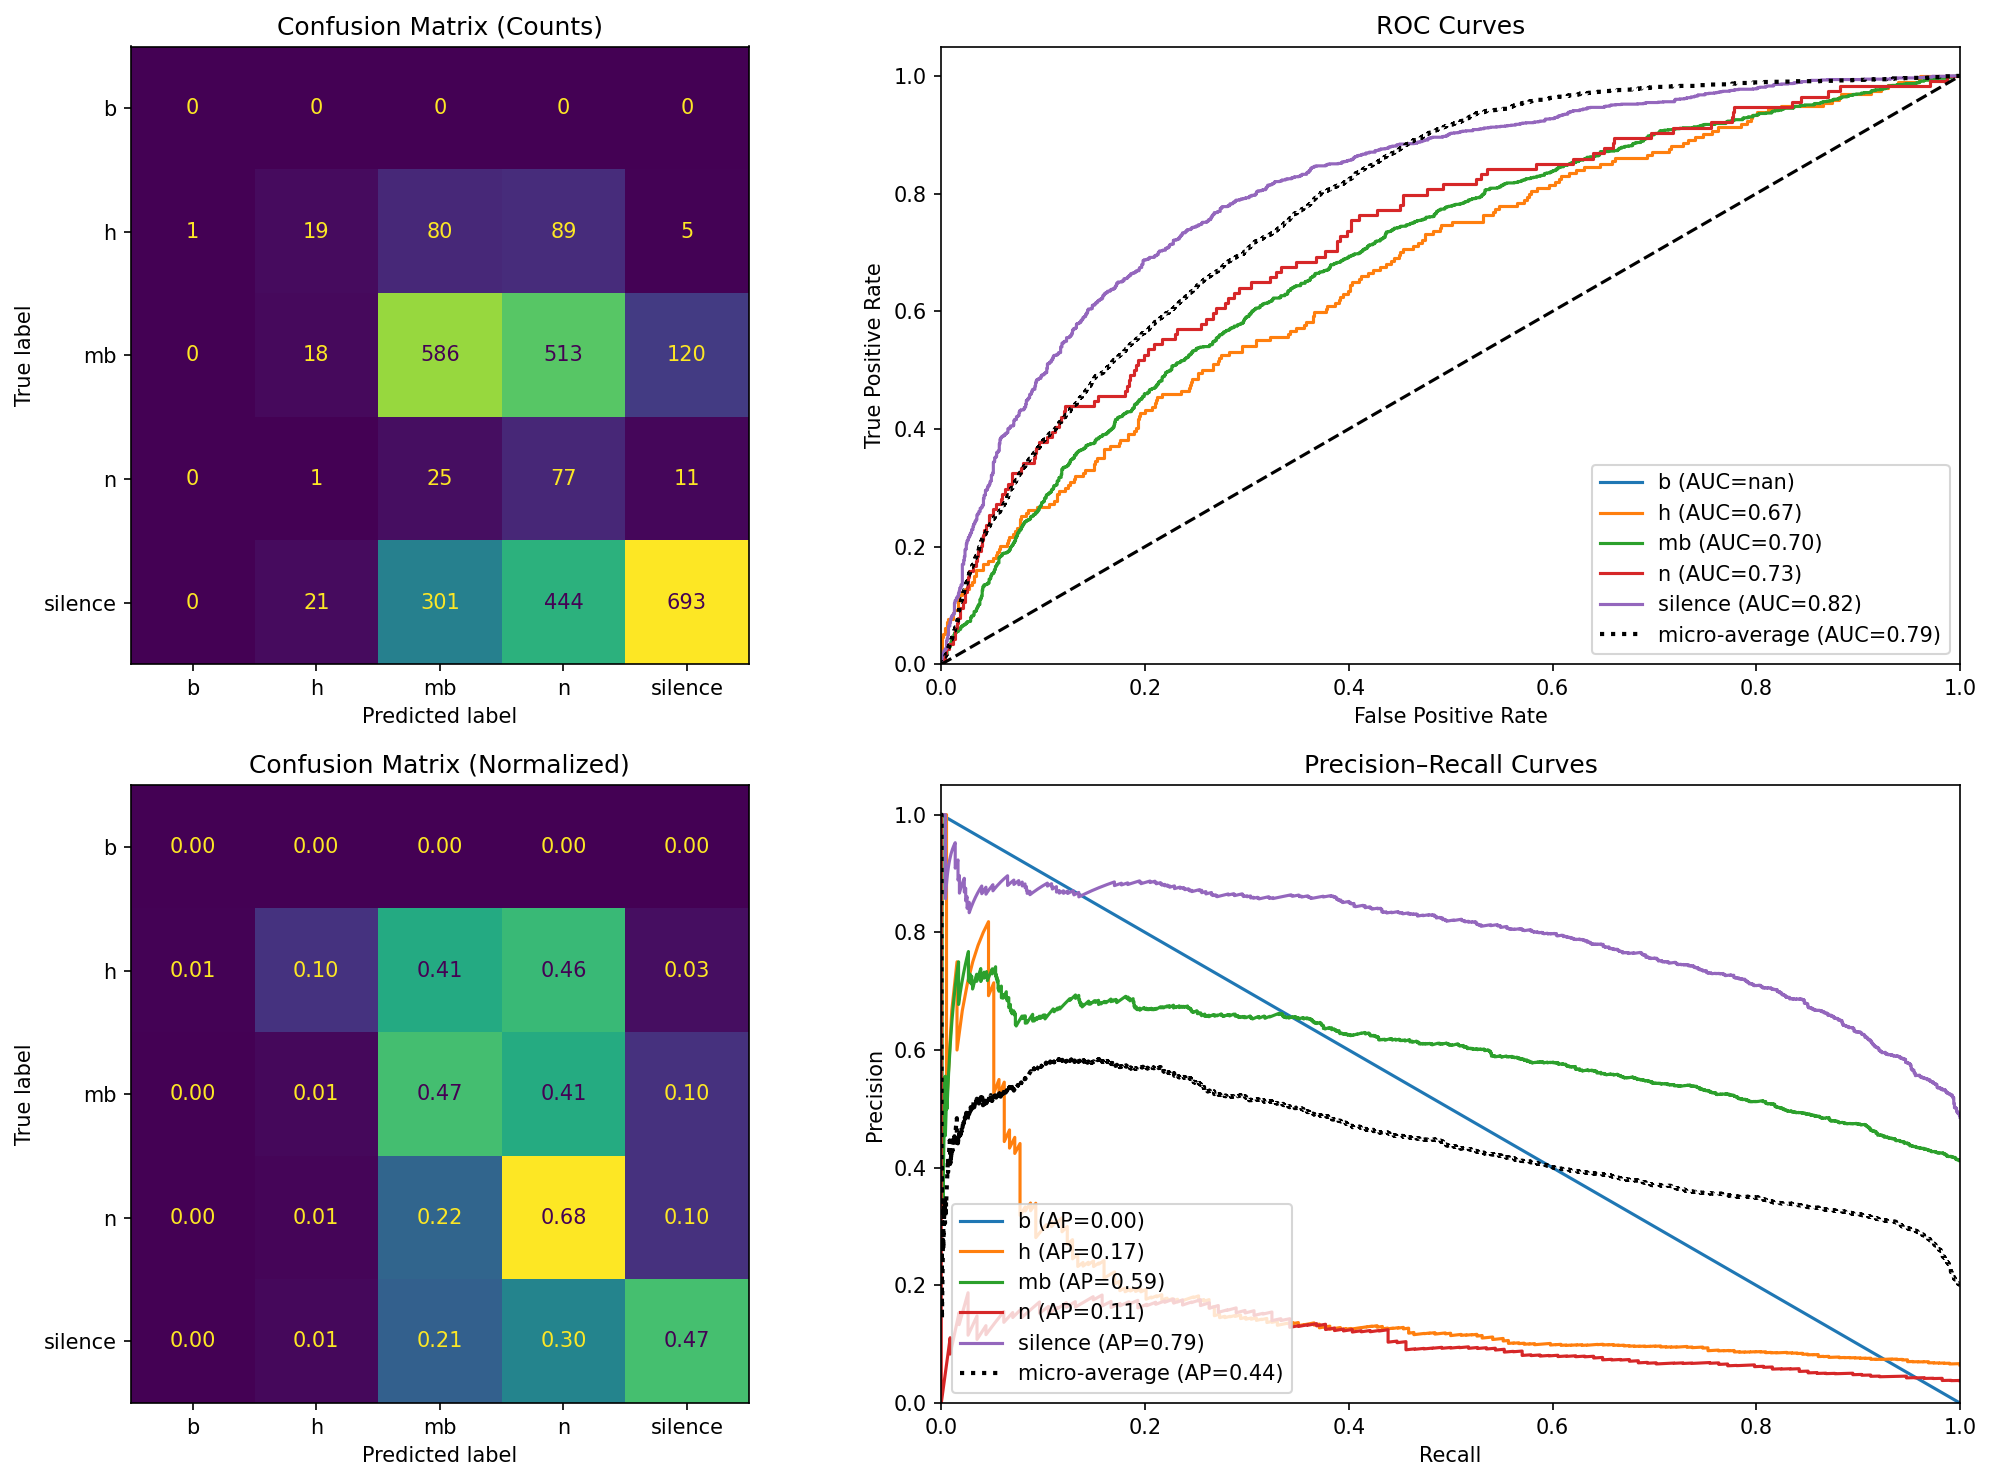 Confusion Matrix (Counts)
True label
b
h
mb
n
silence
0 0 0 0 0
1 19 80 89 5
0 18 586 513 120
0 1 25 77 11
0 21 301 444 693
b h mb n silence
Predicted label
ROC Curves
True Positive Rate
1.0
0.8
0.6
0.4
0.2
0.0
0.0 0.2 0.4 0.6 0.8 1.0
False Positive Rate
b (AUC=nan)
h (AUC=0.67)
mb (AUC=0.70)
n (AUC=0.73)
silence (AUC=0.82)
micro-average (AUC=0.79)
Confusion Matrix (Normalized)
True label
b
h
mb
n
silence
0.00 0.00 0.00 0.00 0.00
0.01 0.10 0.41 0.46 0.03
0.00 0.01 0.47 0.41 0.10
0.00 0.01 0.22 0.68 0.10
0.00 0.01 0.21 0.30 0.47
b h mb n silence
Predicted label
Precision–Recall Curves
Precision
1.0
0.8
0.6
0.4
0.2
0.0
0.0 0.2 0.4 0.6 0.8 1.0
Recall
b (AP=0.00)
h (AP=0.17)
mb (AP=0.59)
n (AP=0.11)
silence (AP=0.79)
micro-average (AP=0.44)